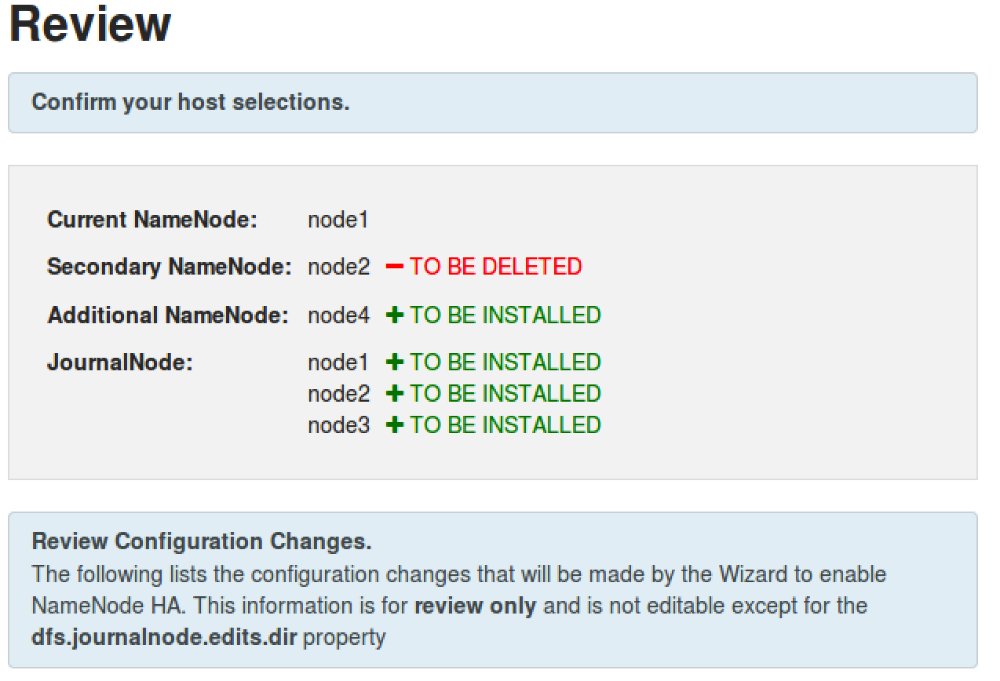 Review
Confirm your host selections.
Current NameNode: node1
Secondary NameNode: node2 − TO BE DELETED
Additional NameNode: node4 + TO BE INSTALLED
JournalNode: node1 + TO BE INSTALLED
node2 + TO BE INSTALLED
node3 + TO BE INSTALLED
Review Configuration Changes.
The following lists the configuration changes that will be made by the Wizard to enable
NameNode HA. This information is for review only and is not editable except for the
dfs.journalnode.edits.dir property